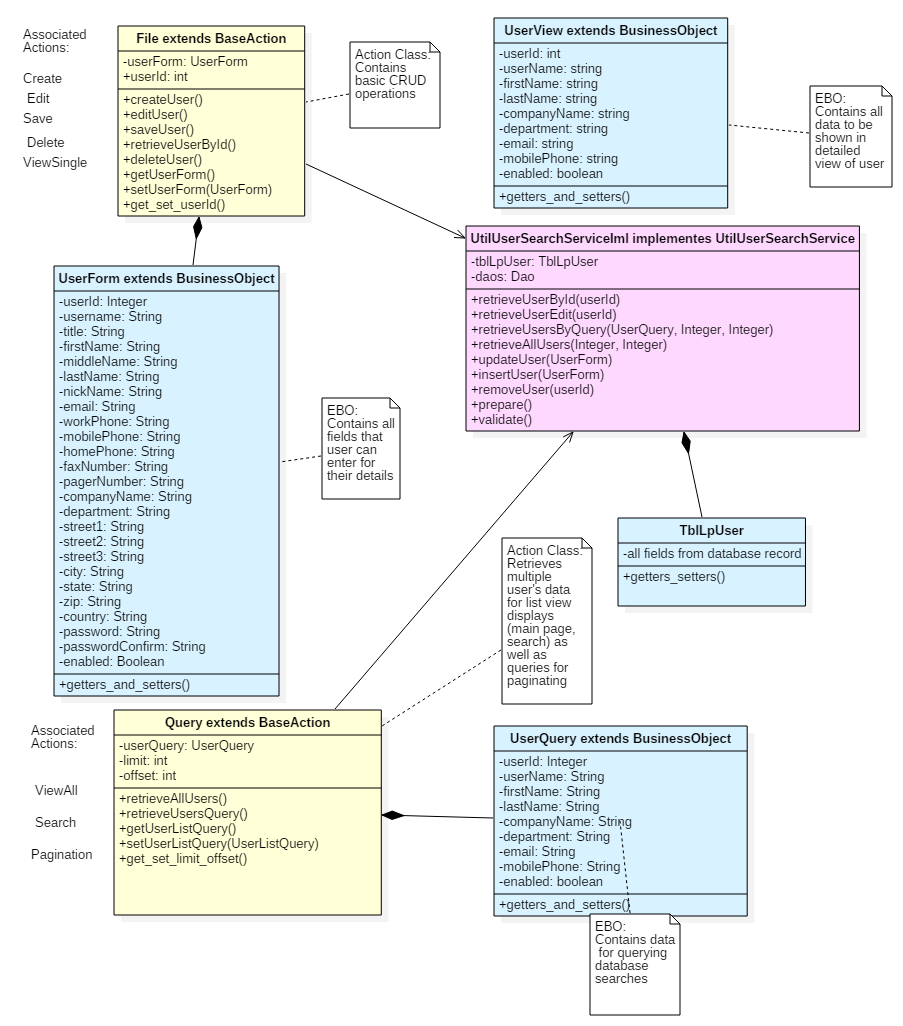 Associated
Actions:
Create
Edit
Save
Delete
ViewSingle
File extends BaseAction
-userForm: UserForm
+userId: int
+createUser()
+editUser()
+saveUser()
+retrieveUserById()
+deleteUser()
+getUserForm()
+setUserForm(UserForm)
+get_set_userId()
Action Class:
Contains
basic CRUD
operations
UserView extends BusinessObject
-userId: int
-userName: string
-firstName: string
-lastName: string
-companyName: string
-department: string
-email: string
-mobilePhone: string
-enabled: boolean
+getters_and_setters()
EBO:
Contains all
data to be
shown in
detailed
view of user
UtilUserSearchServiceIml implementes UtilUserSearchService
-tblLpUser: TblLpUser
-daos: Dao
+retrieveUserById(userId)
+retrieveUserEdit(userId)
+retrieveUsersByQuery(UserQuery, Integer, Integer)
+retrieveAllUsers(Integer, Integer)
+updateUser(UserForm)
+insertUser(UserForm)
+removeUser(userId)
+prepare()
+validate()
UserForm extends BusinessObject
-userId: Integer
-username: String
-title: String
-firstName: String
-middleName: String
-lastName: String
-nickName: String
-email: String
-workPhone: String
-mobilePhone: String
-homePhone: String
-faxNumber: String
-pagerNumber: String
-companyName: String
-department: String
-street1: String
-street2: String
-street3: String
-city: String
-state: String
-zip: String
-country: String
-password: String
-passwordConfirm: String
-enabled: Boolean
+getters_and_setters()
EBO:
Contains all
fields that
user can
enter for
their details
Action Class:
Retrieves
multiple
user's data
for list view
displays
(main page,
search) as
well as
queries for
paginating
TblLpUser
-all fields from database record
+getters_setters()
Associated
Actions:
ViewAll
Search
Pagination
Query extends BaseAction
-userQuery: UserQuery
-limit: int
-offset: int
+retrieveAllUsers()
+retrieveUsersQuery()
+getUserListQuery()
+setUserListQuery(UserListQuery)
+get_set_limit_offset()
UserQuery extends BusinessObject
-userId: Integer
-userName: String
-firstName: String
-lastName: String
-companyName: String
-department: String
-email: String
-mobilePhone: String
-enabled: boolean
+getters_and_setters()
EBO:
Contains data
for querying
database
searches